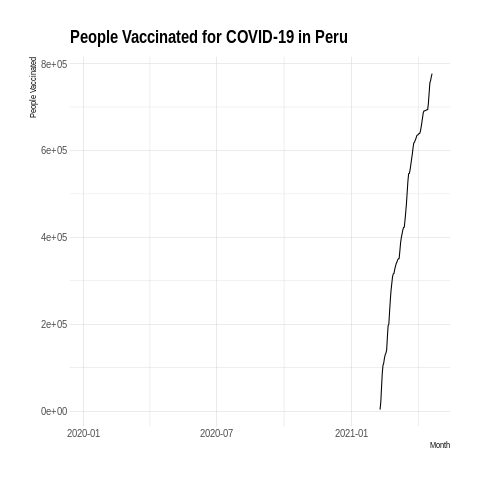 People Vaccinated for COVID-19 in Peru
People Vaccinated
8e+05
6e+05
4e+05
2e+05
0e+00
2020-01
2020-07
2021-01
Month